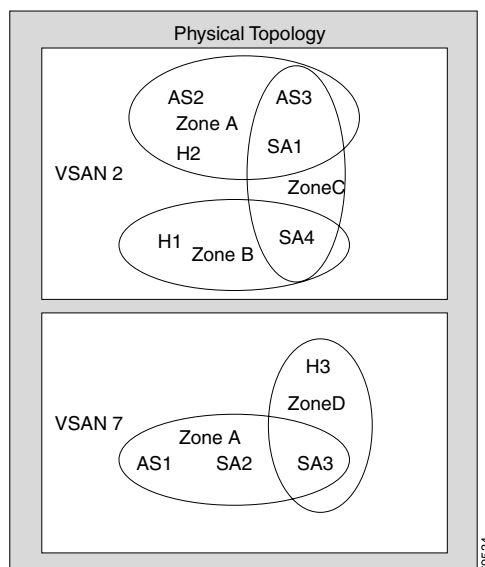 Physical Topology
AS2 AS3
Zone A
H2 SA1
VSAN 2
ZoneC
H1 Zone B SA4
H3
ZoneD
VSAN 7
Zone A
AS1 SA2 SA3